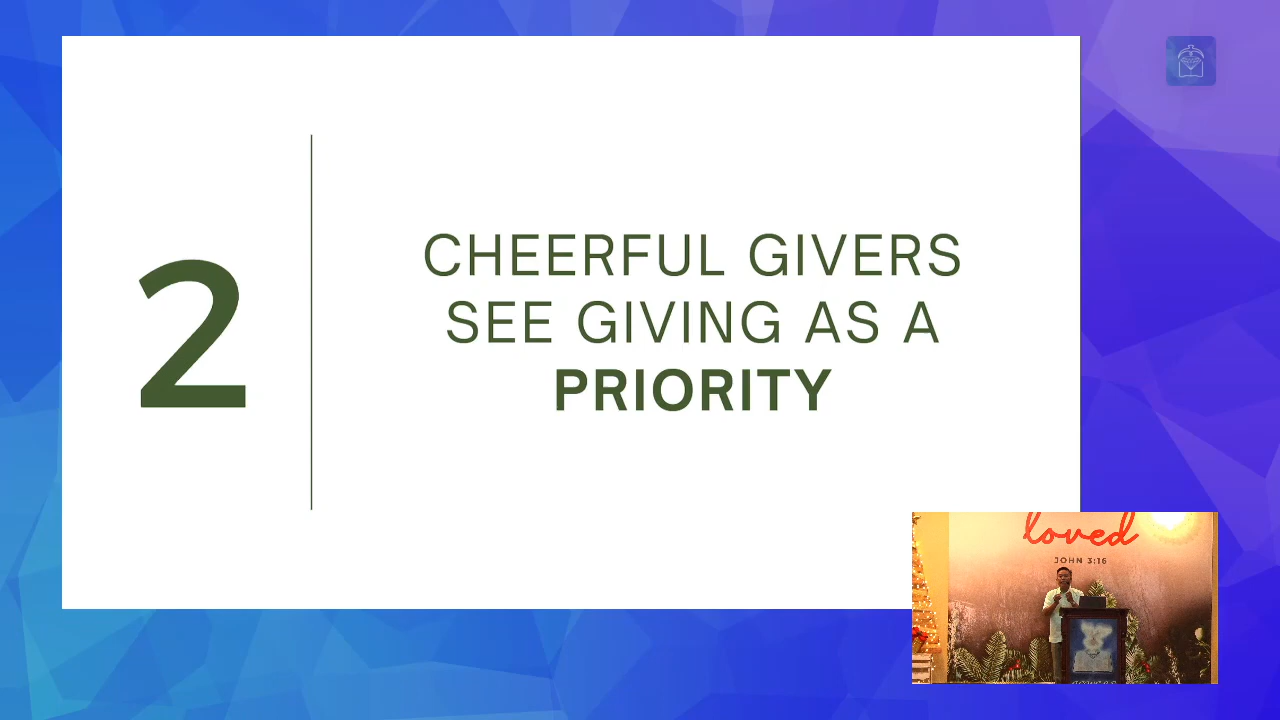 2
CHEERFUL GIVERS
SEE GIVING AS A
PRIORITY
loved
JOHN 3:16